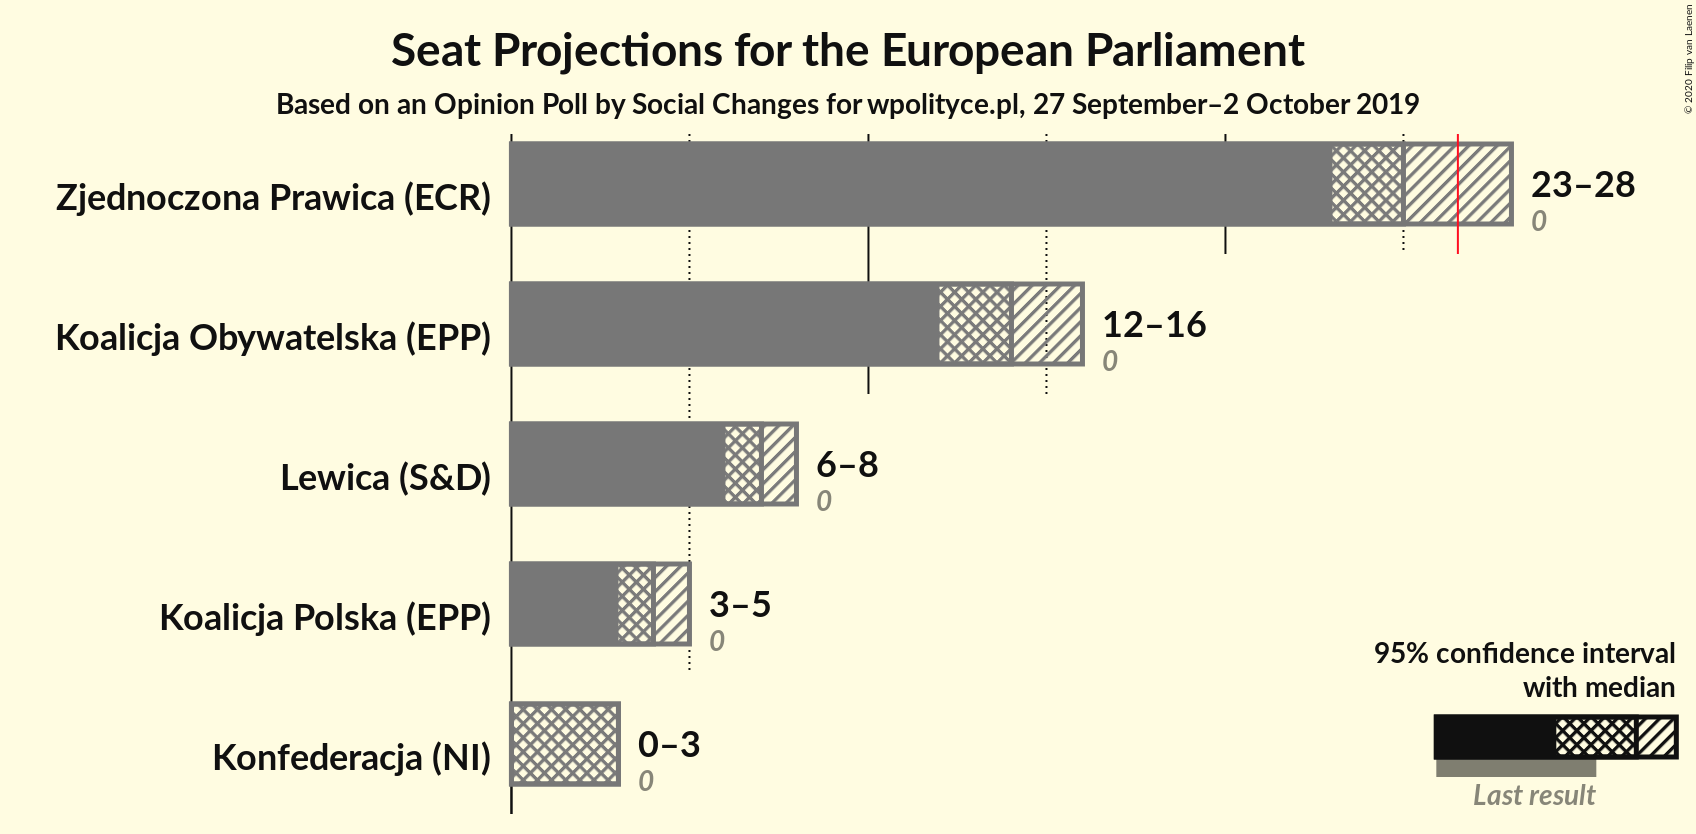 Seat Projections for the European Parliament
Based on an Opinion Poll by Social Changes for wpolityce.pl, 27 September–2 October 2019
© 2020 Filip van Laenen
Zjednoczona Prawica (ECR)
23–28
0
Koalicja Obywatelska (EPP)
12–16
0
Lewica (S&D)
6–8
0
Koalicja Polska (EPP)
3–5
0
Konfederacja (NI)
0–3
0
95% confidence interval
with median
Last result